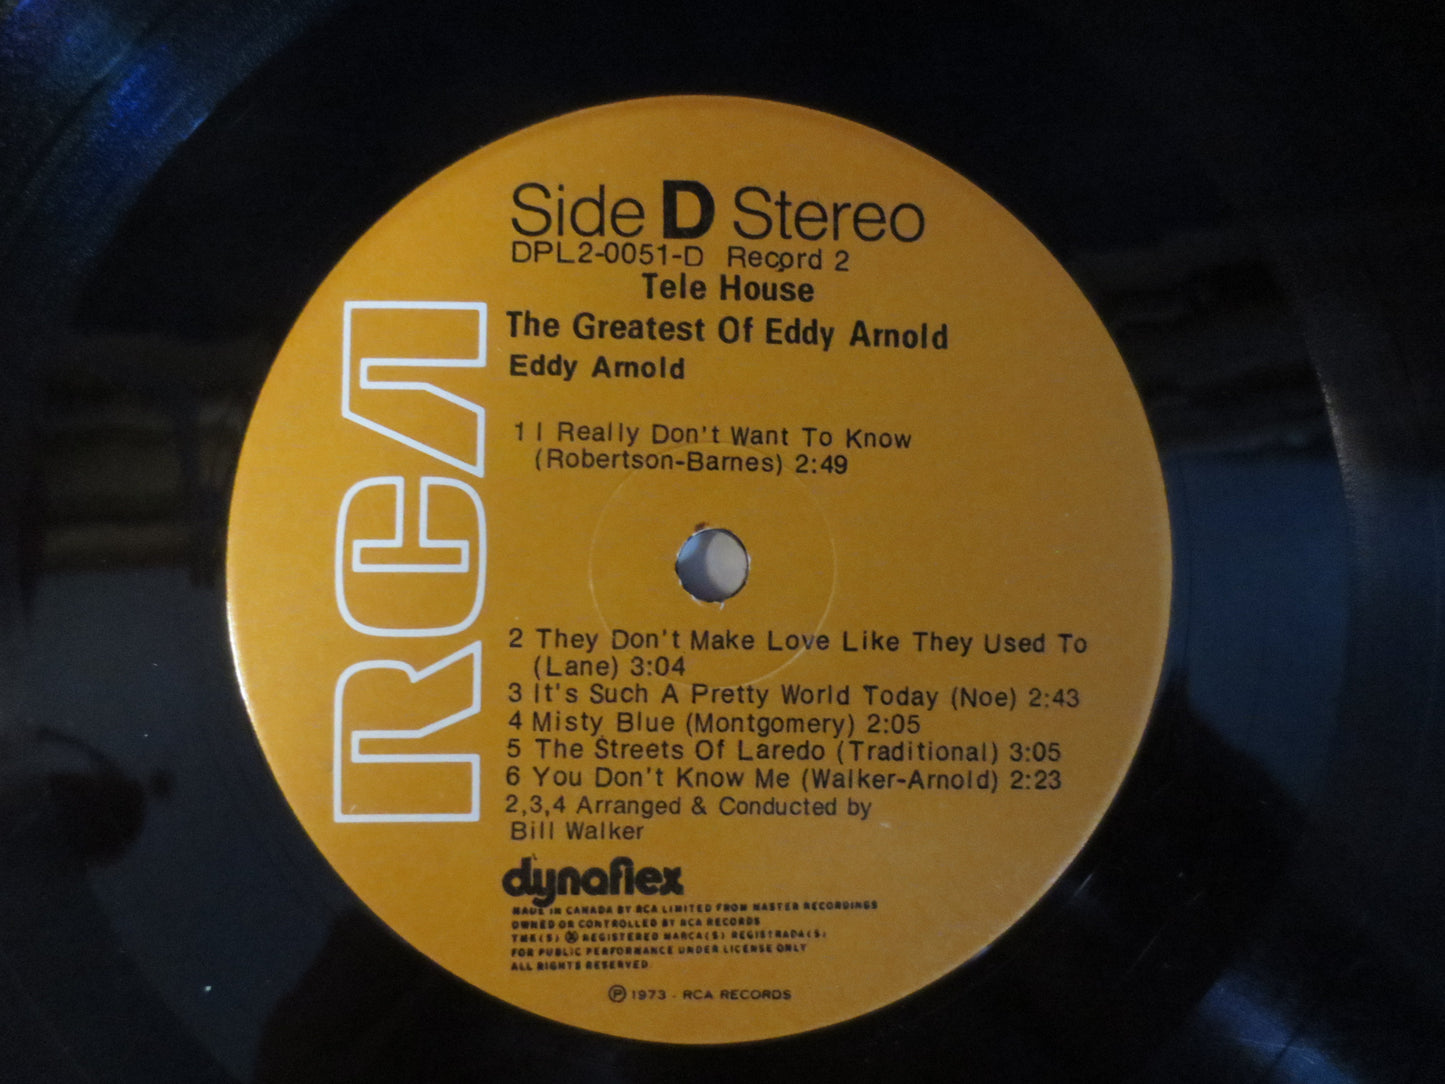 Side D Stereo
DPL2-0051-D Record 2
Tele House
The Greatest Of Eddy Arnold
Eddy Arnold
RCA
1 I Really Don't Want To Know
(Robertson-Barnes) 2:49
2 They Don't Make Love Like They Used To
(Lane) 3:04
3 It's Such A Pretty World Today (Noe) 2:43
4 Misty Blue (Montgomery) 2:05
5 The Streets Of Laredo (Traditional) 3:05
6 You Don't Know Me (Walker-Arnold) 2:23
2,3,4 Arranged & Conducted by
Bill Walker
dynaflex
MADE IN CANADA BY RCA LIMITED FROM MASTER RECORDINGS
OWNED OR CONTROLLED BY RCA RECORDS
TMK(S) ® REGISTERED MARCA(S) REGISTRADA(S)
FOR PUBLIC PERFORMANCE UNDER LICENSE ONLY
ALL RIGHTS RESERVED
℗ 1973 - RCA RECORDS